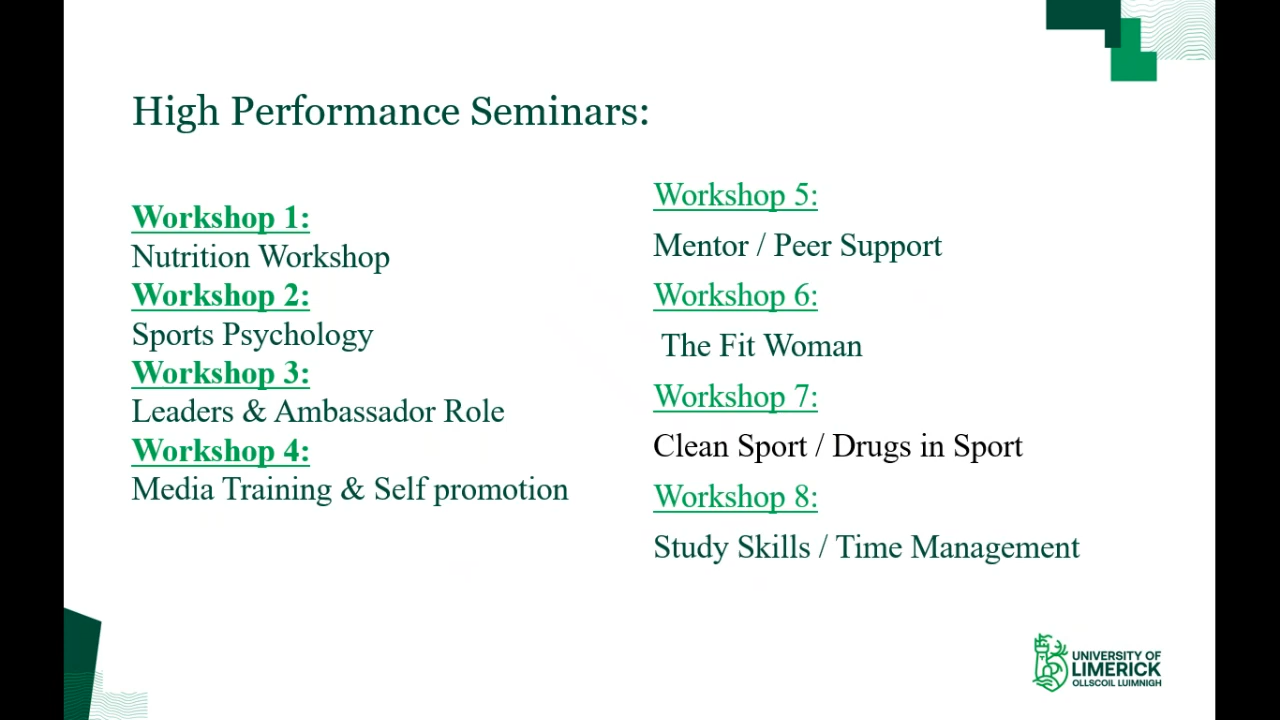 High Performance Seminars:
Workshop 1:
Nutrition Workshop
Workshop 2:
Sports Psychology
Workshop 3:
Leaders & Ambassador Role
Workshop 4:
Media Training & Self promotion
Workshop 5:
Mentor / Peer Support
Workshop 6:
The Fit Woman
Workshop 7:
Clean Sport / Drugs in Sport
Workshop 8:
Study Skills / Time Management
UNIVERSITY OF
LIMERICK
OLLSCOIL LUIMNIGH